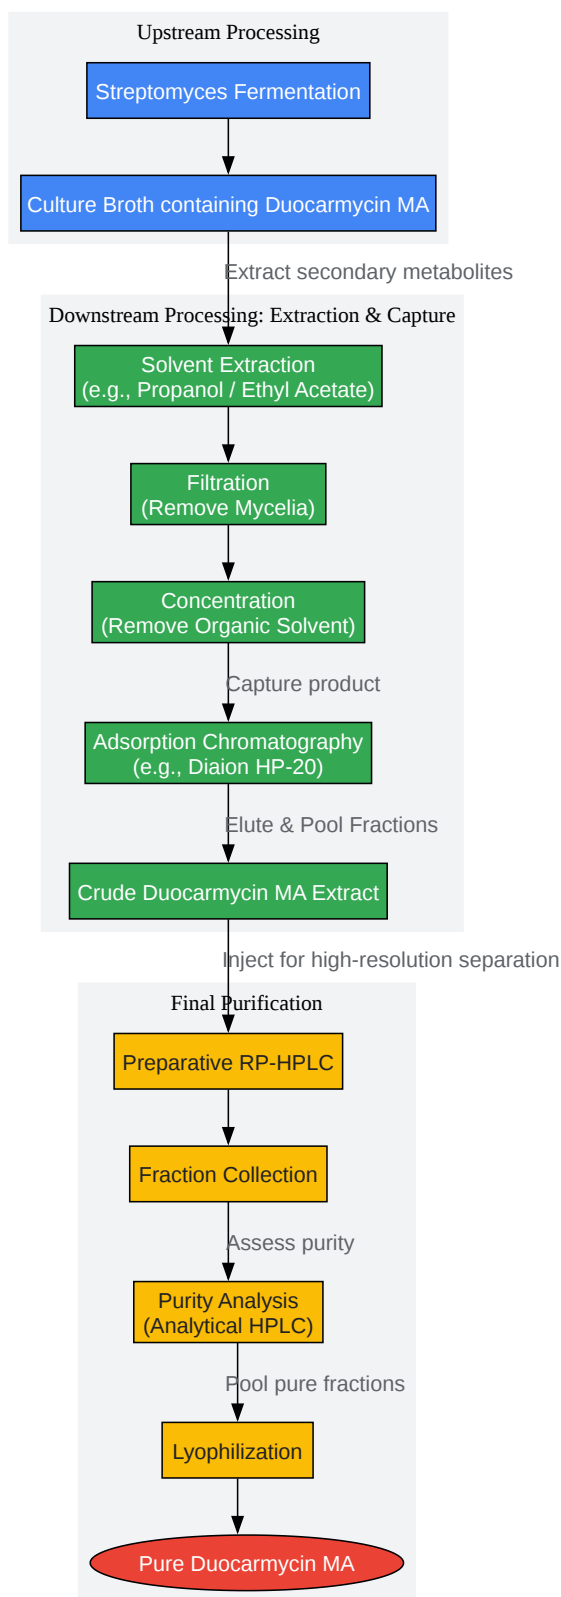 Upstream Processing
Streptomyces Fermentation
Culture Broth containing Duocarmycin MA
Extract secondary metabolites
Downstream Processing: Extraction & Capture
Solvent Extraction
(e.g., Propanol / Ethyl Acetate)
Filtration
(Remove Mycelia)
Concentration
(Remove Organic Solvent)
Capture product
Adsorption Chromatography
(e.g., Diaion HP-20)
Elute & Pool Fractions
Crude Duocarmycin MA Extract
Inject for high-resolution separation
Final Purification
Preparative RP-HPLC
Fraction Collection
Assess purity
Purity Analysis
(Analytical HPLC)
Pool pure fractions
Lyophilization
Pure Duocarmycin MA